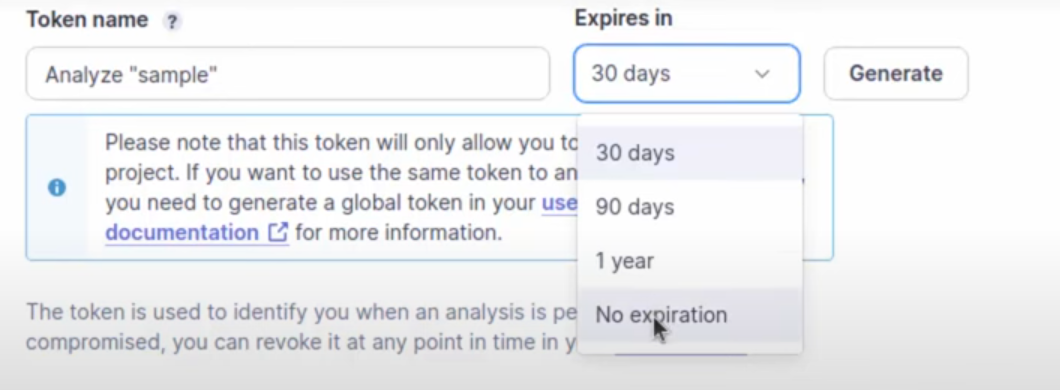 Token name ?
Expires in
Analyze "sample"
30 days
Generate
Please note that this token will only allow you to
project. If you want to use the same token to an
you need to generate a global token in your use
documentation for more information.
30 days
90 days
1 year
No expiration
The token is used to identify you when an analysis is pe
compromised, you can revoke it at any point in time in y